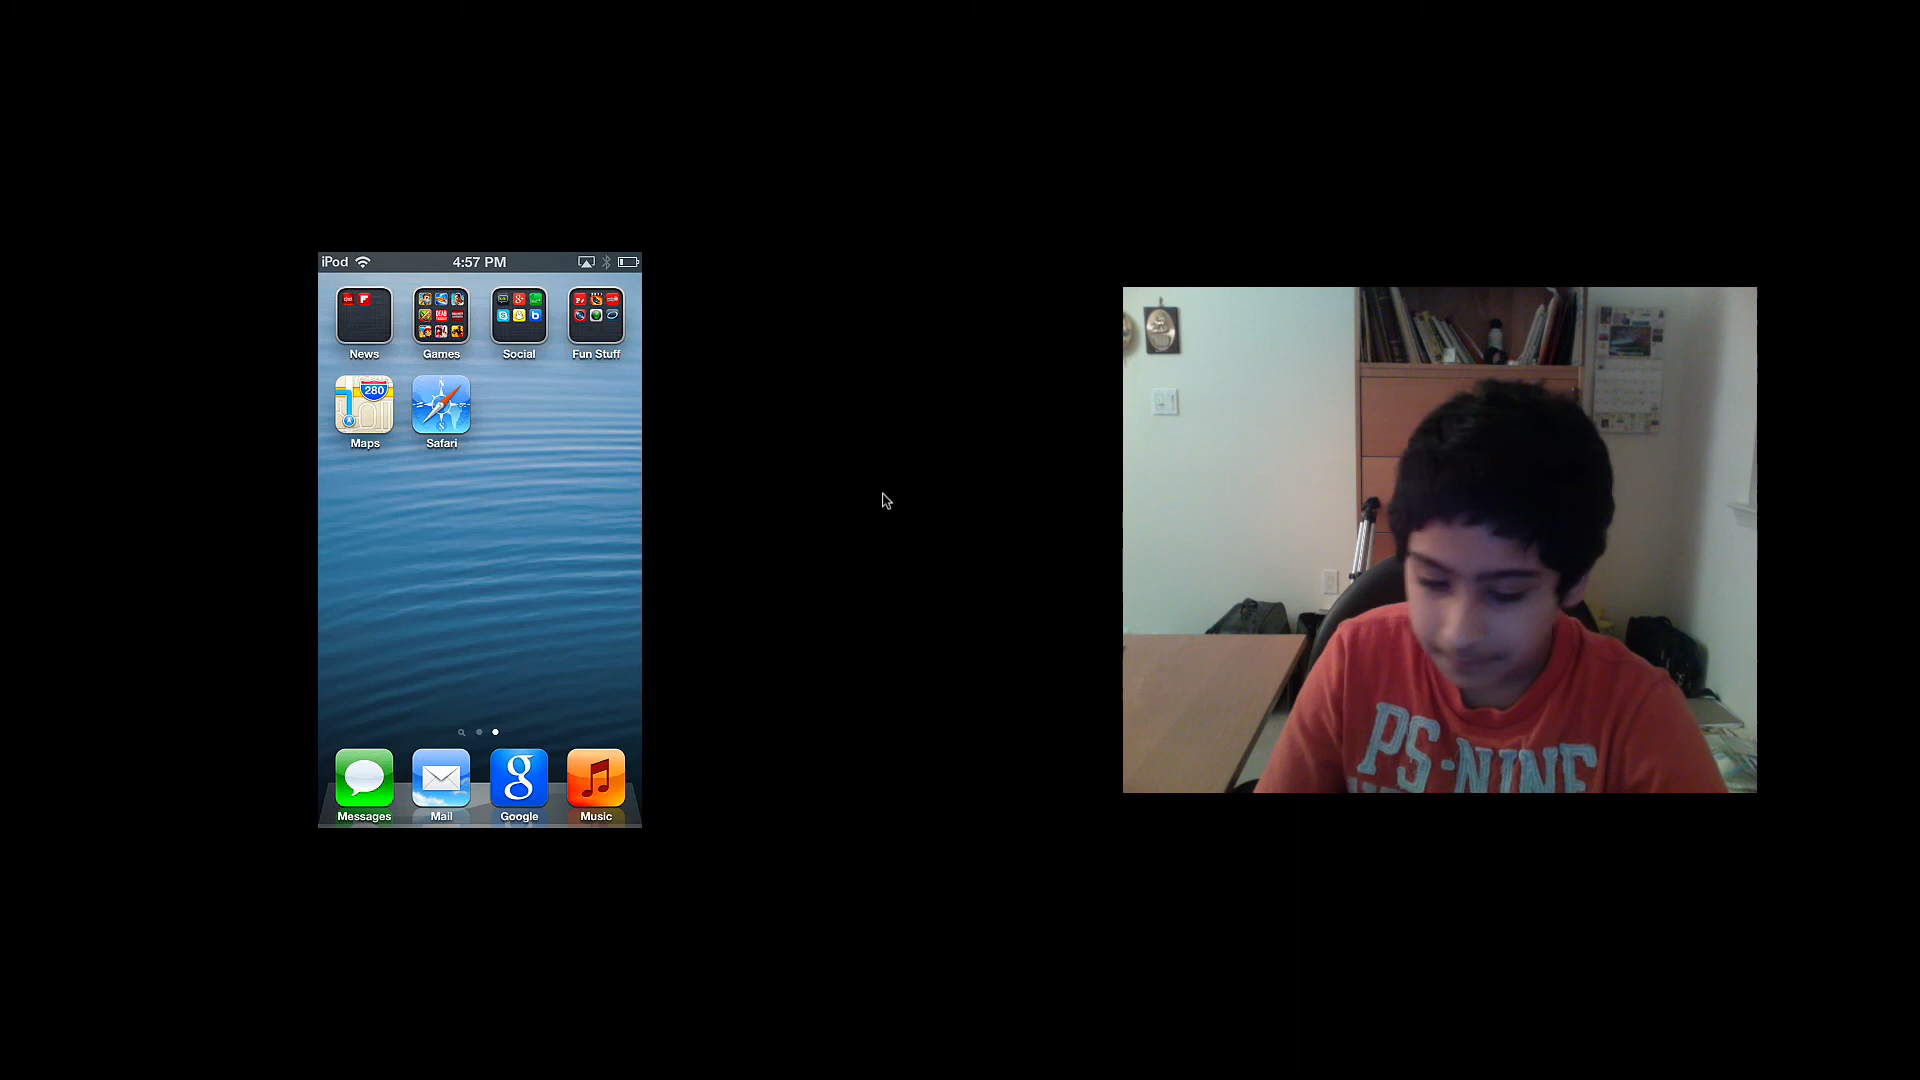 iPod 4:57 PM
News Games Social Fun Stuff
280
Maps Safari
Messages Mail Google Music
PS-NINE